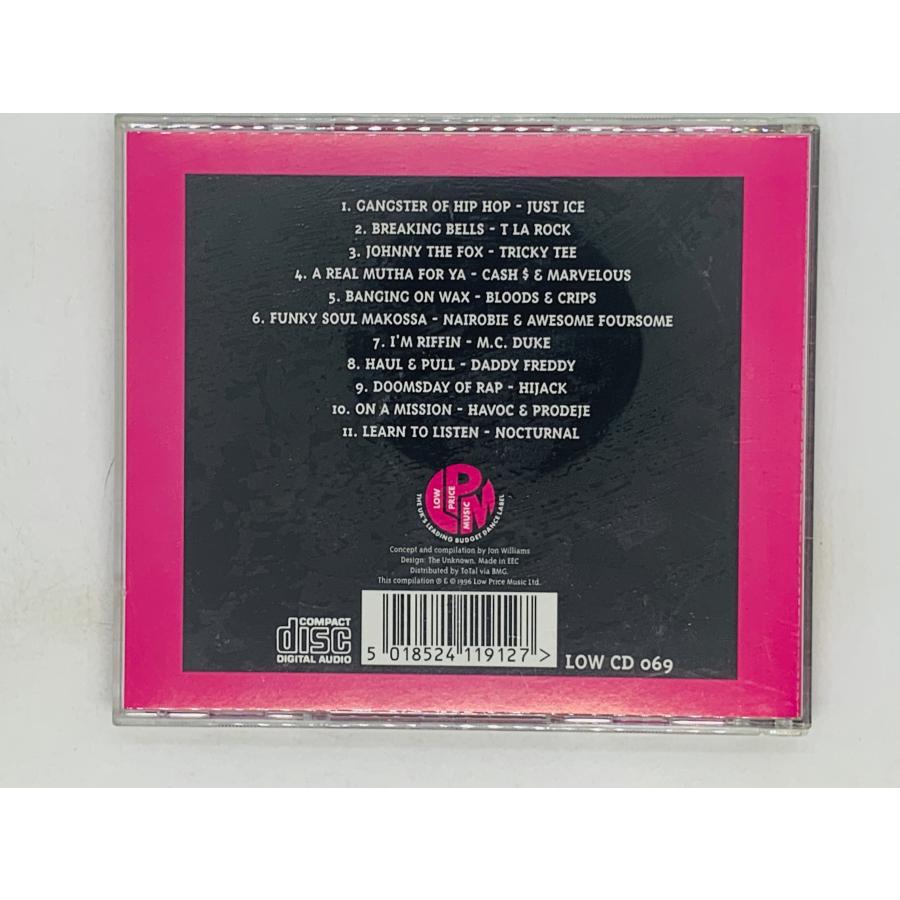 1. GANGSTER OF HIP HOP - JUST ICE
2. BREAKING BELLS - T LA ROCK
3. JOHNNY THE FOX - TRICKY TEE
4. A REAL MUTHA FOR YA - CASH $ & MARVELOUS
5. BANGING ON WAX - BLOODS & CRIPS
6. FUNKY SOUL MAKOSSA - NAIROBIE & AWESOME FOURSOME
7. I'M RIFFIN - M.C. DUKE
8. HAUL & PULL - DADDY FREDDY
9. DOOMSDAY OF RAP - HIJACK
10. ON A MISSION - HAVOC & PRODEJE
11. LEARN TO LISTEN - NOCTURNAL
LPM
LOW
PRICE
MUSIC
THE UK'S LEADING BUDGET DANCE LABEL
Concept and compilation by Jon Williams
Design: The Unknown. Made in EEC
Distributed by ToTal via BMG.
This compilation ℗ & © 1996 Low Price Music Ltd.
COMPACT
disc
DIGITAL AUDIO
5 018524 119127 >
LOW CD 069